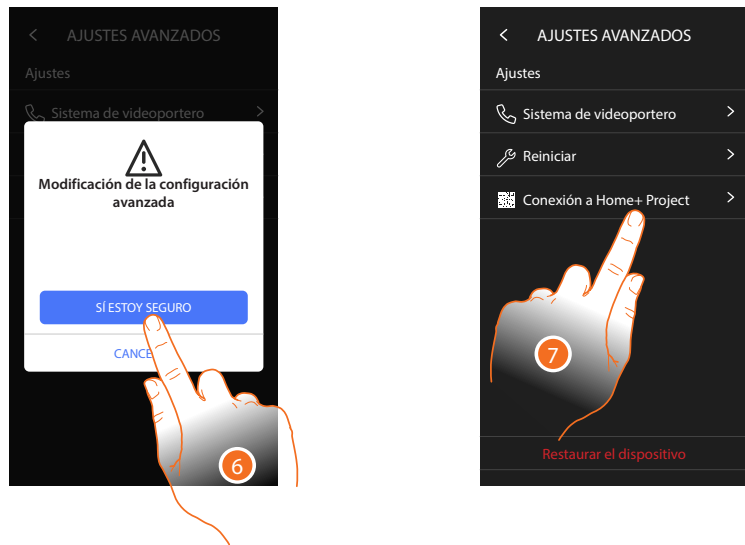 AJUSTES AVANZADOS
Ajustes
Sistema de videoportero
Modificación de la configuración
avanzada
SÍ ESTOY SEGURO
CANCE
6
AJUSTES AVANZADOS
Ajustes
Sistema de videoportero
Reiniciar
Conexión a Home+ Project
7
Restaurar el dispositivo